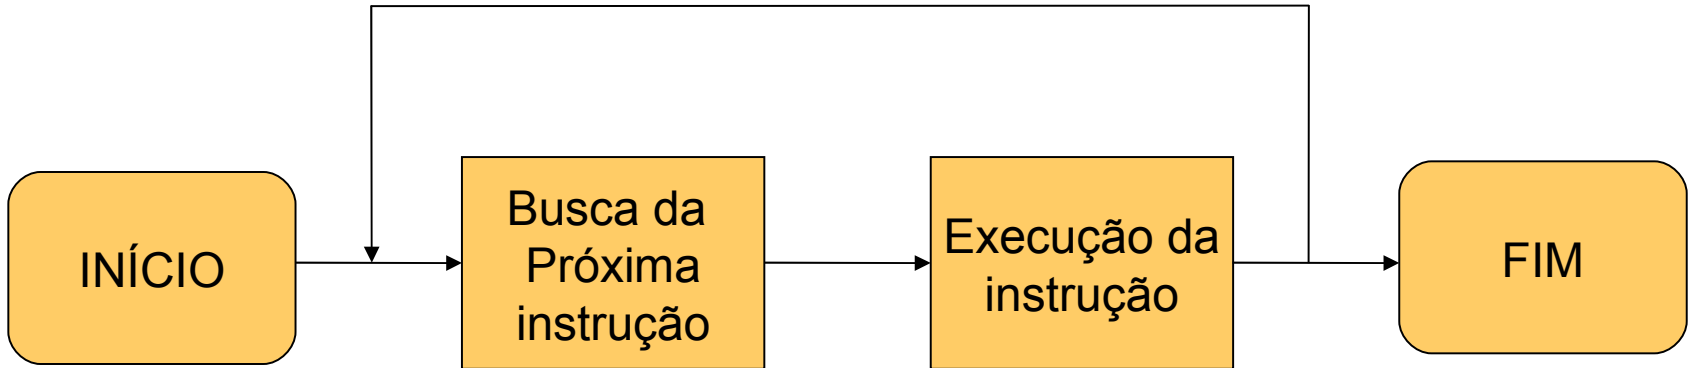 INÍCIO
Busca da
Próxima
instrução
Execução da
instrução
FIM